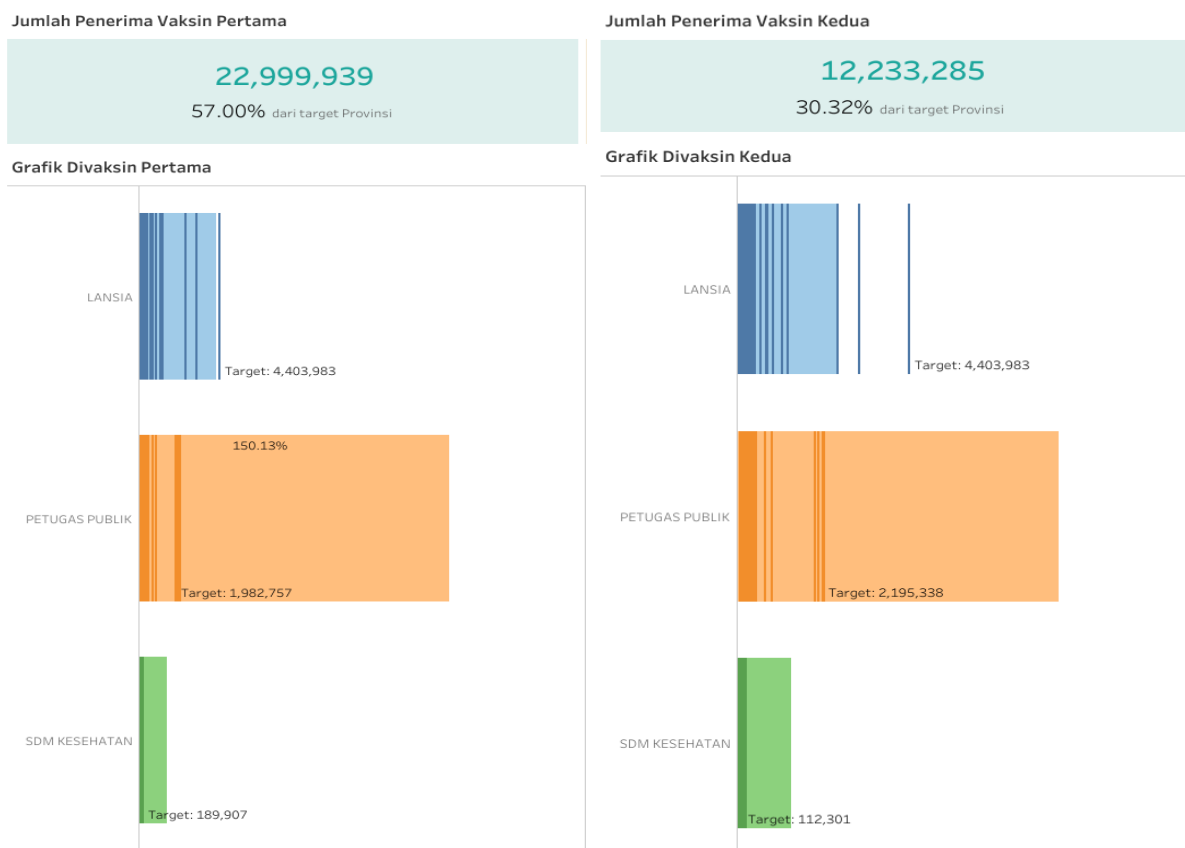 Jumlah Penerima Vaksin Pertama
22,999,939
57.00% dari target Provinsi
Grafik Divaksin Pertama
LANSIA
Target: 4,403,983
150.13%
PETUGAS PUBLIK
Target: 1,982,757
SDM KESEHATAN
Target: 189,907
Jumlah Penerima Vaksin Kedua
12,233,285
30.32% dari target Provinsi
Grafik Divaksin Kedua
LANSIA
Target: 4,403,983
PETUGAS PUBLIK
Target: 2,195,338
SDM KESEHATAN
Target: 112,301